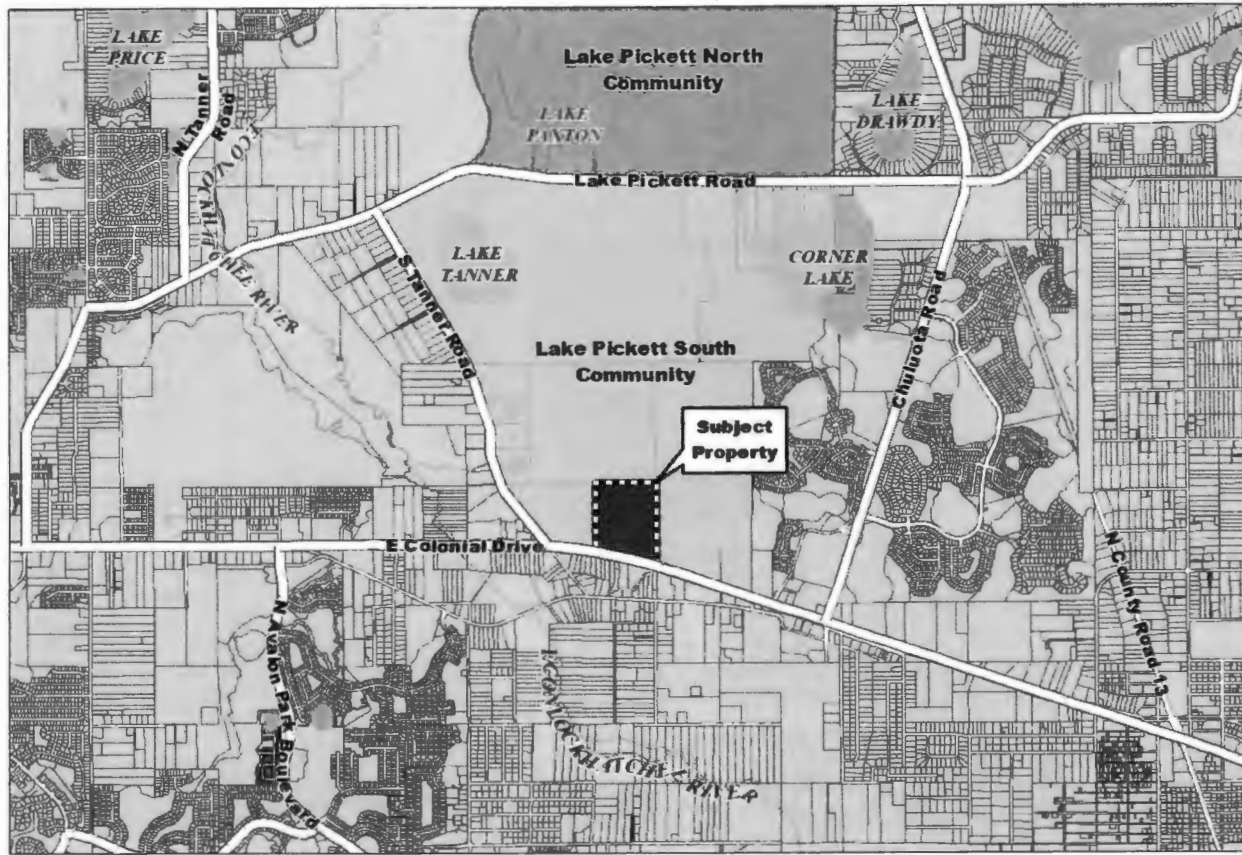 LAKE
PRICE
N. Tanner
Road
Lake Pickett North
Community
LAKE
PANTON
LAKE
DRAWDY
ECONLOCKHATCHEE RIVER
Lake Pickett Road
LAKE
TANNER
S Tanner Road
CORNER
LAKE
Chuluota Road
Lake Pickett South
Community
Subject
Property
E Colonial Drive
N County Road 13
N Avalon Park Boulevard
ECONLOCKHATCHEE RIVER